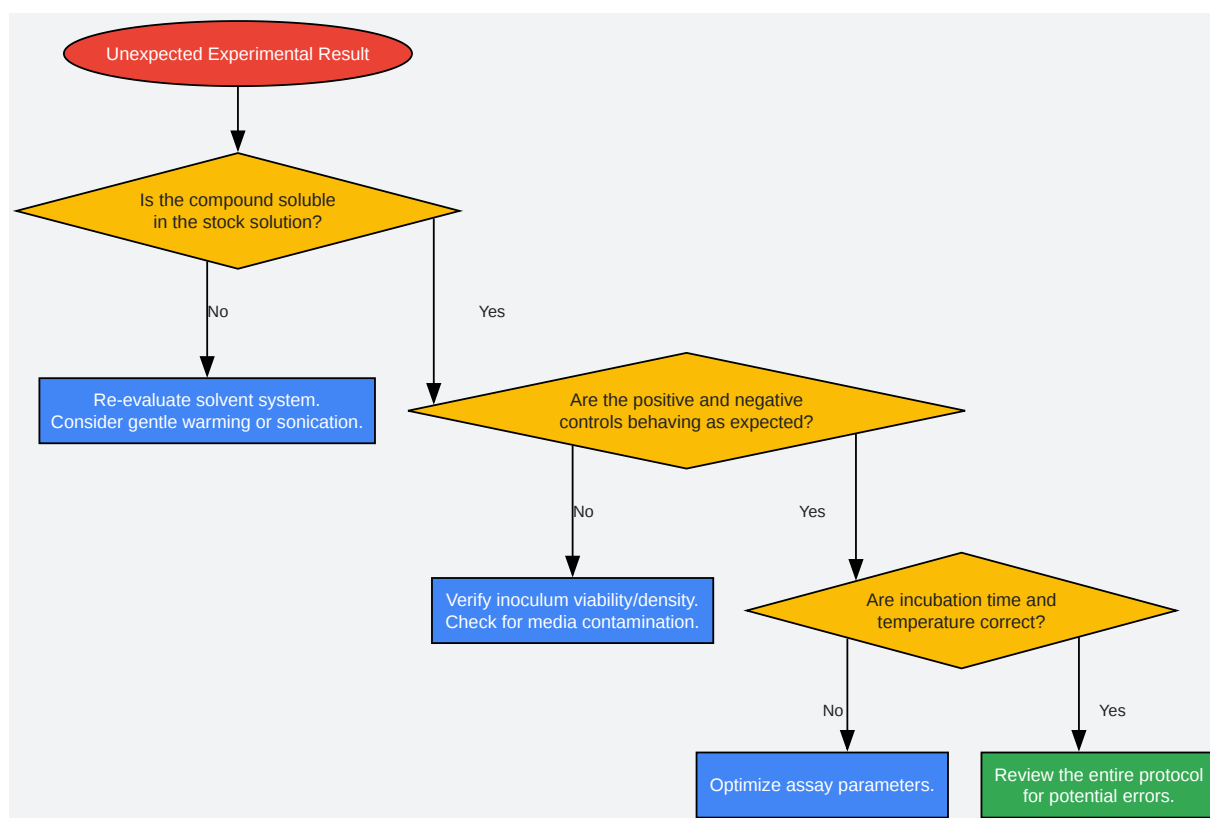 Unexpected Experimental Result
Is the compound soluble
in the stock solution?
No
Yes
Re-evaluate solvent system.
Consider gentle warming or sonication.
Are the positive and negative
controls behaving as expected?
No
Yes
Verify inoculum viability/density.
Check for media contamination.
Are incubation time and
temperature correct?
No
Yes
Optimize assay parameters.
Review the entire protocol
for potential errors.